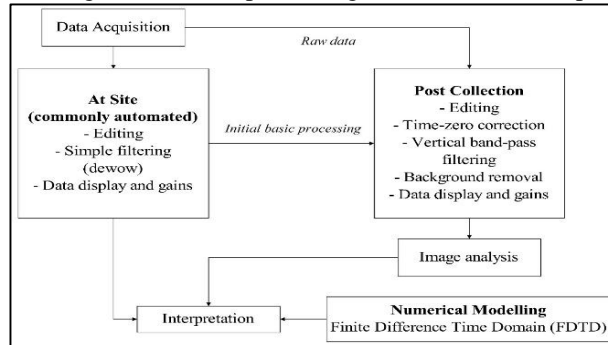 Data Acquisition
Raw data
At Site
(commonly automated)
- Editing
- Simple filtering
(dewow)
- Data display and gains
Initial basic processing
Post Collection
- Editing
- Time-zero correction
- Vertical band-pass
filtering
- Background removal
- Data display and gains
Image analysis
Interpretation
Numerical Modelling
Finite Difference Time Domain (FDTD)